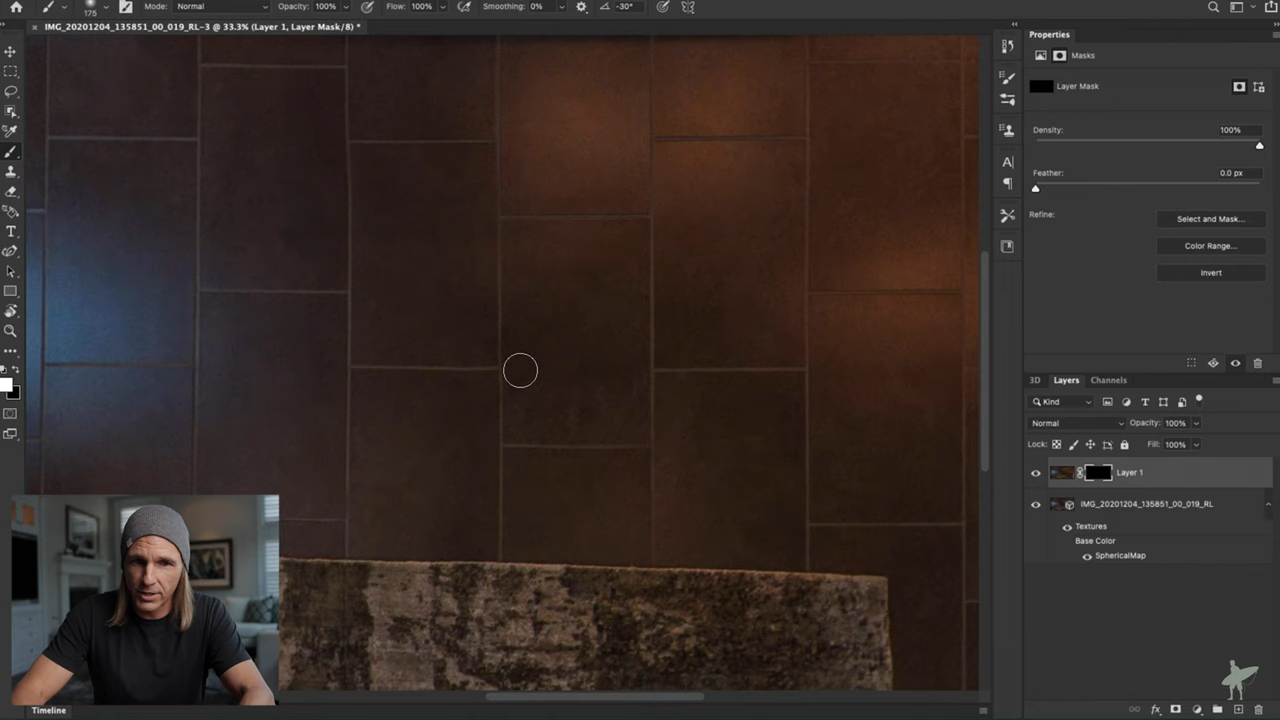 175
Mode: Normal Opacity: 100% Flow: 100% Smoothing: 0% -30°
IMG_20201204_135851_00_019_RL-3 @ 33.3% (Layer 1, Layer Mask/8) *
Properties
Masks
Layer Mask
Density: 100%
Feather: 0.0 px
Refine: Select and Mask...
Color Range...
Invert
3D Layers Channels
Kind
Normal Opacity: 100%
Lock: Fill: 100%
Layer 1
IMG_20201204_135851_00_019_RL
Textures
Base Color
SphericalMap
Timeline